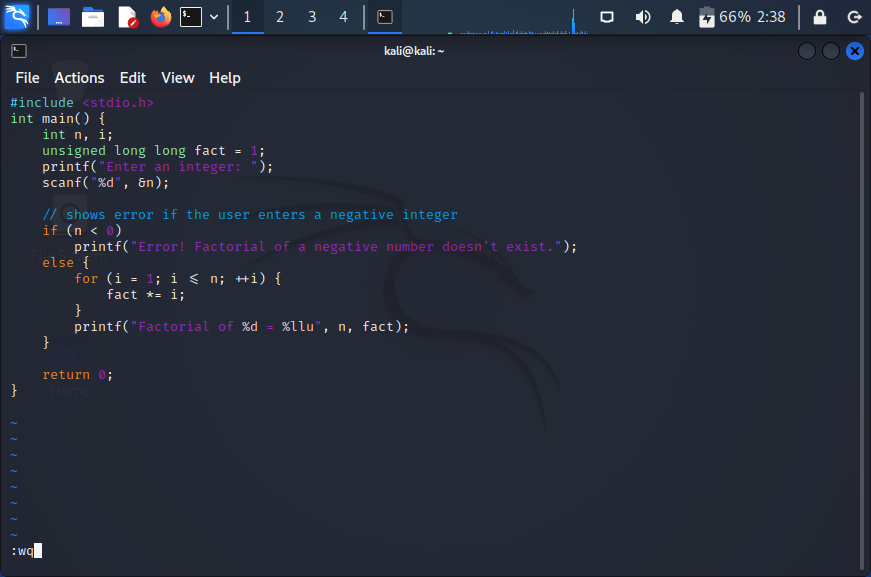 1 2 3 4 66% 2:38
kali@kali: ~
File Actions Edit View Help
#include <stdio.h>
int main() {
    int n, i;
    unsigned long long fact = 1;
    printf("Enter an integer: ");
    scanf("%d", &n);

    // shows error if the user enters a negative integer
    if (n < 0)
        printf("Error! Factorial of a negative number doesn't exist.");
    else {
        for (i = 1; i <= n; ++i) {
            fact *= i;
        }
        printf("Factorial of %d = %llu", n, fact);
    }

    return 0;
}
Home
~
~
~
~
~
~
~
~
:wq